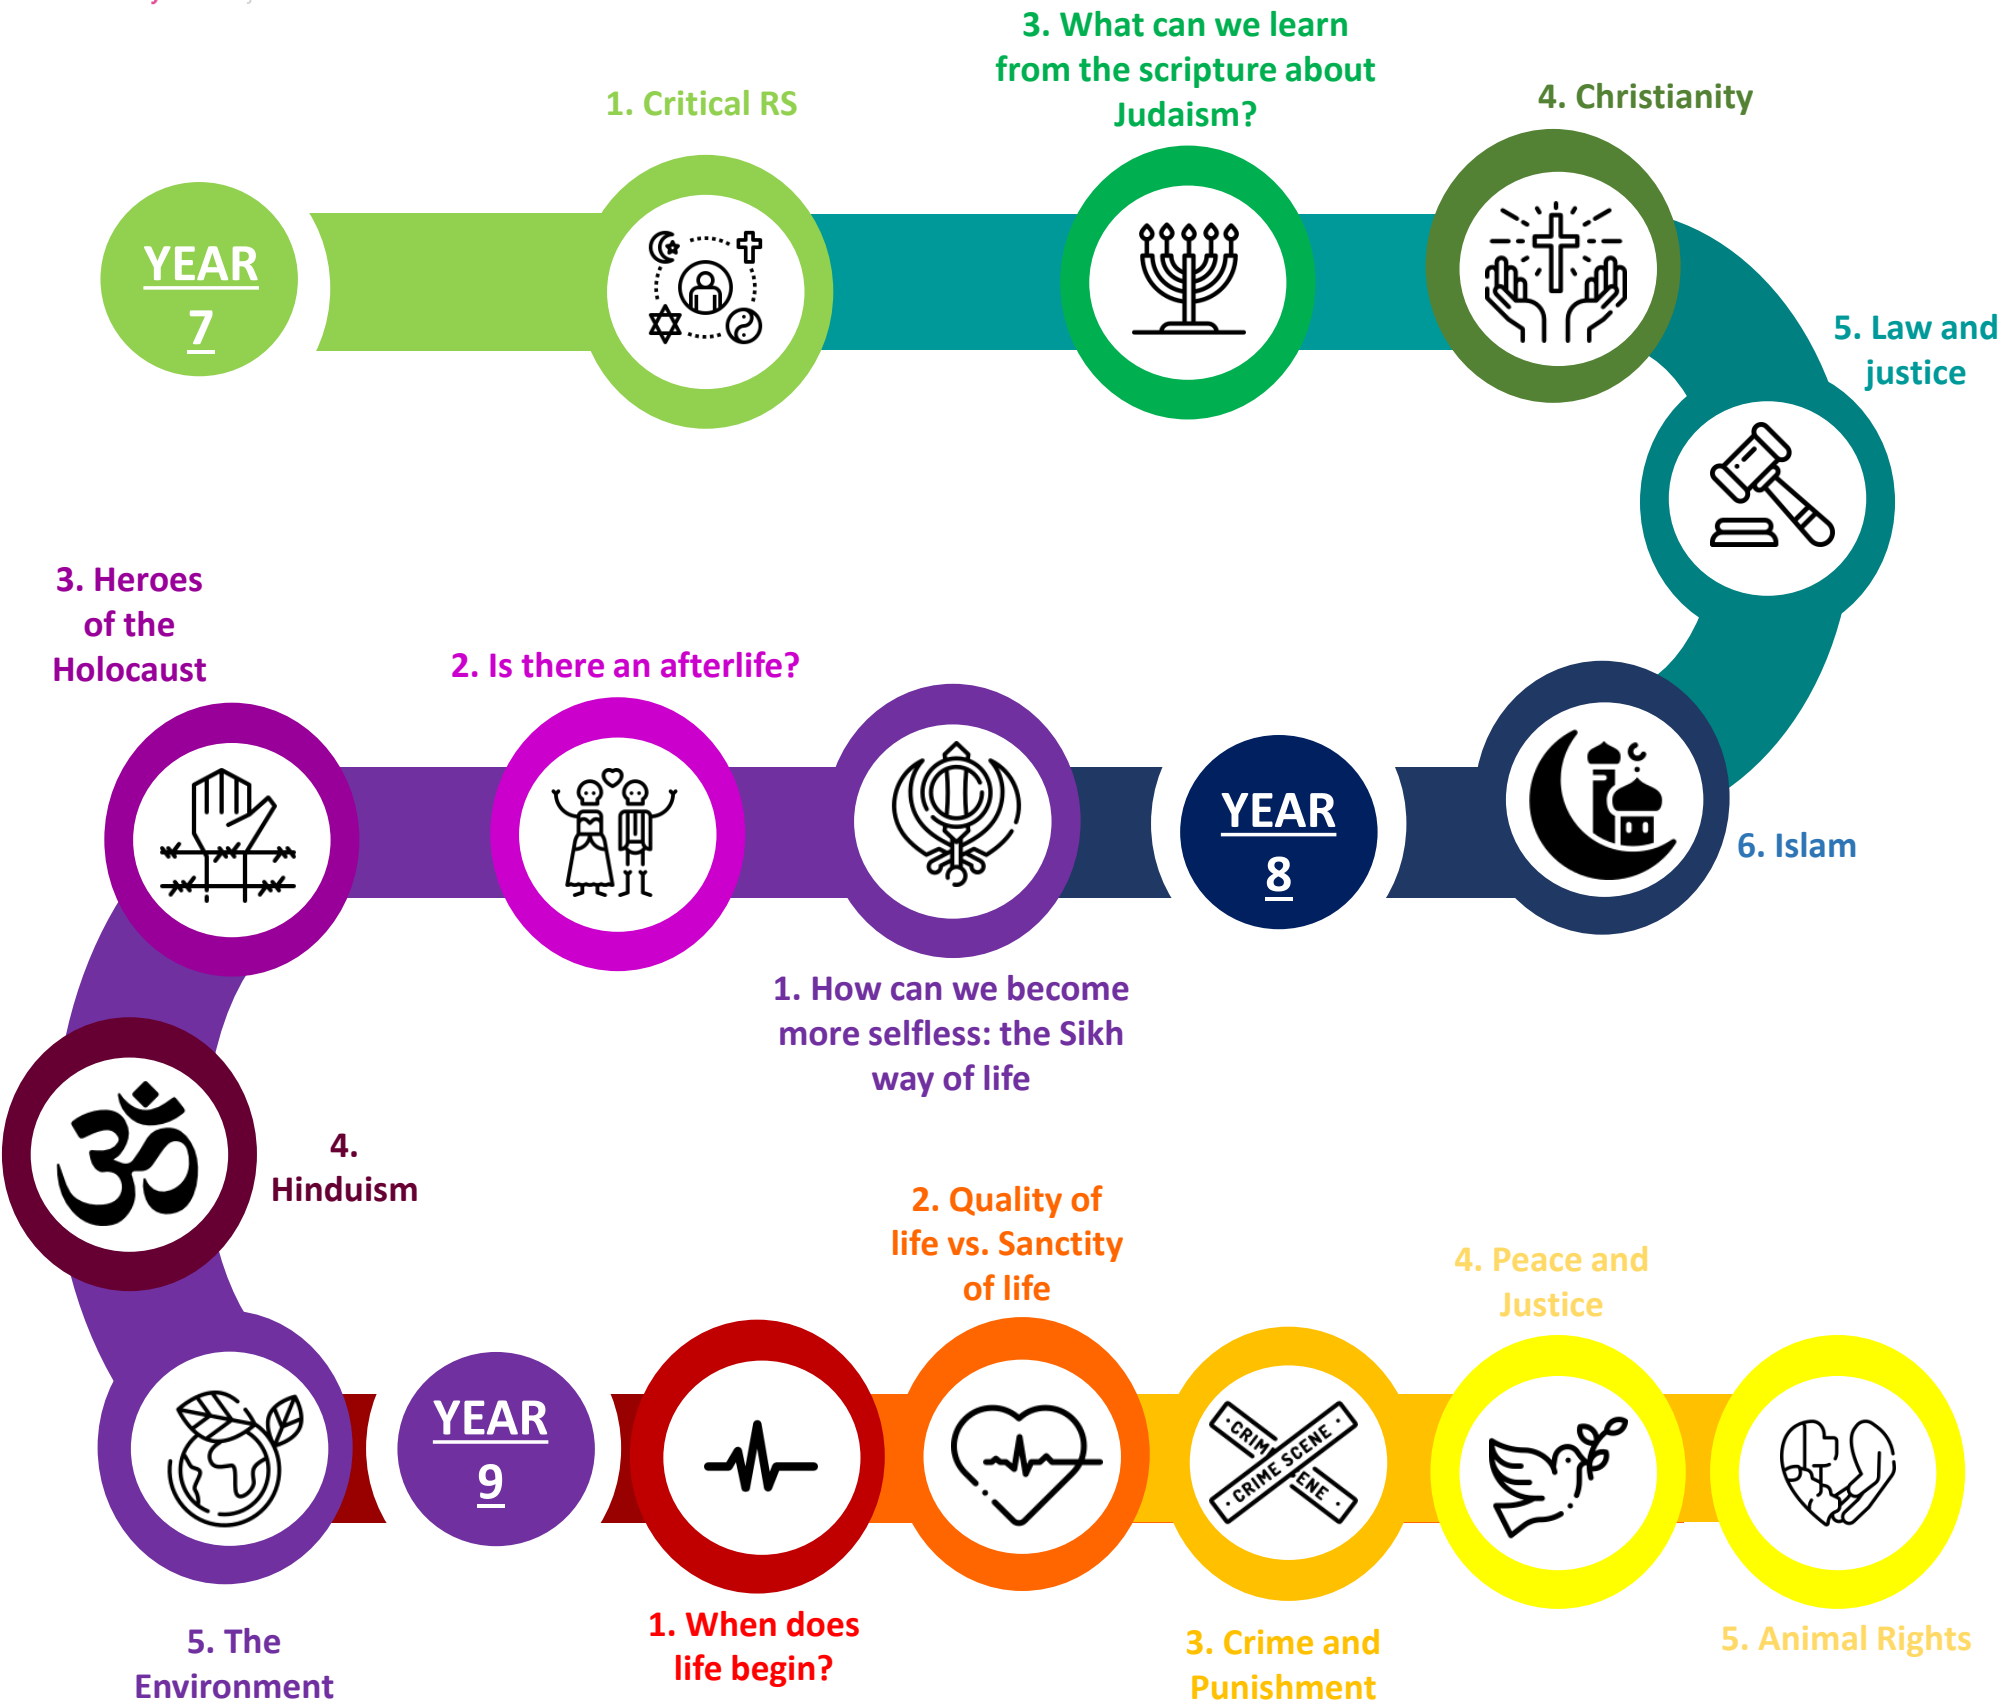 1. Critical RS
3. What can we learn
from the scripture about
Judaism?
4. Christianity
YEAR
7
5. Law and
justice
3. Heroes
of the
Holocaust
2. Is there an afterlife?
YEAR
8
6. Islam
1. How can we become
more selfless: the Sikh
way of life
4.
Hinduism
2. Quality of
life vs. Sanctity
of life
4. Peace and
Justice
YEAR
9
CRIME SCENE
CRIM
ENE
5. The
Environment
1. When does
life begin?
3. Crime and
Punishment
5. Animal Rights